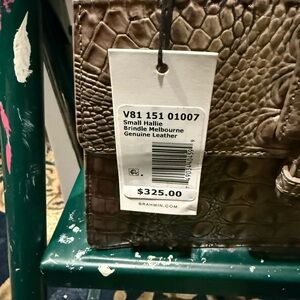 V81 151 01007
Small Hallie
Brindle Melbourne
Genuine Leather
$325.00
BRAHMIN.COM